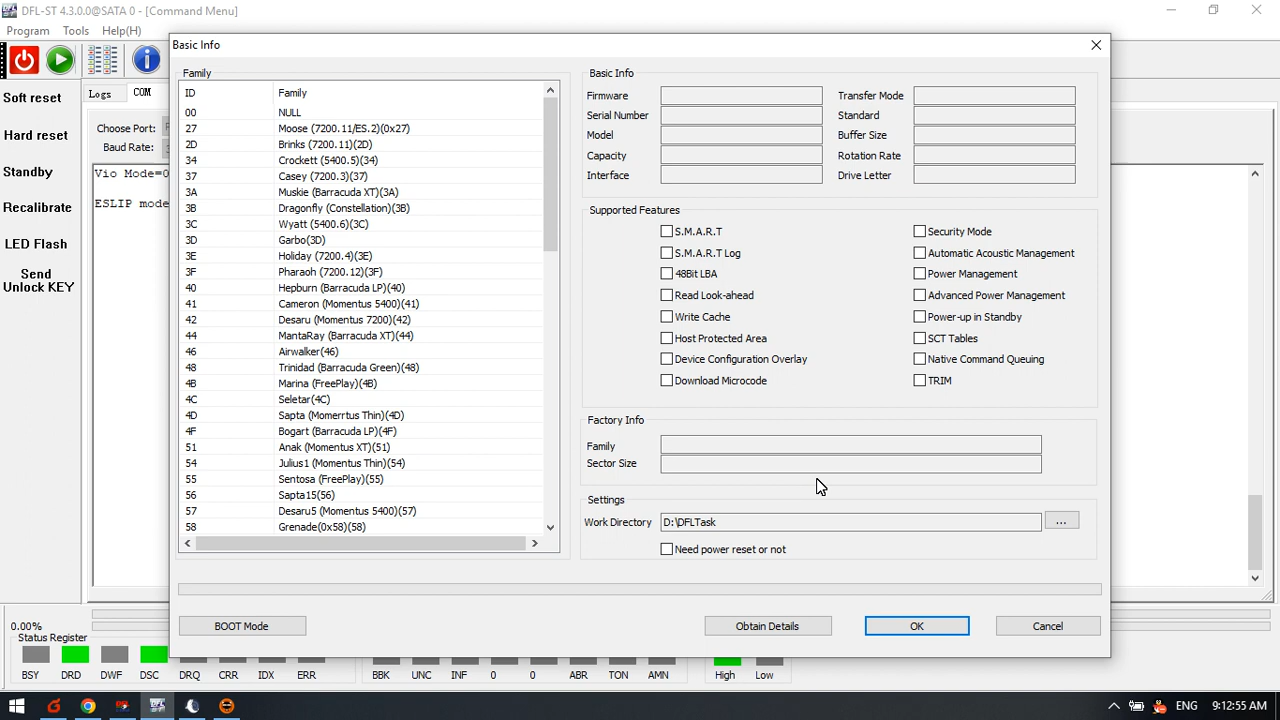 DFL-ST 4.3.0.0@SATA 0 - [Command Menu]
Program Tools Help(H)
Basic Info
Soft reset
Hard reset
Standby
Recalibrate
LED Flash
Send
Unlock KEY
Logs COM
Choose Port:
Baud Rate:
Vio Mode=0
ESLIP mode
Family
ID Family
00 NULL
27 Moose (7200.11/ES.2)(0x27)
2D Brinks (7200.11)(2D)
34 Crockett (5400.5)(34)
37 Casey (7200.3)(37)
3A Muskie (Barracuda XT)(3A)
3B Dragonfly (Constellation)(3B)
3C Wyatt (5400.6)(3C)
3D Garbo(3D)
3E Holiday (7200.4)(3E)
3F Pharaoh (7200.12)(3F)
40 Hepburn (Barracuda LP)(40)
41 Cameron (Momentus 5400)(41)
42 Desaru (Momentus 7200)(42)
44 MantaRay (Barracuda XT)(44)
46 Airwalker(46)
48 Trinidad (Barracuda Green)(48)
4B Marina (FreePlay)(4B)
4C Seletar(4C)
4D Sapta (Momerrtus Thin)(4D)
4F Bogart (Barracuda LP)(4F)
51 Anak (Momentus XT)(51)
54 Julius1 (Momentus Thin)(54)
55 Sentosa (FreePlay)(55)
56 Sapta15(56)
57 Desaru5 (Momentus 5400)(57)
58 Grenade(0x58)(58)
Basic Info
Firmware Transfer Mode
Serial Number Standard
Model Buffer Size
Capacity Rotation Rate
Interface Drive Letter
Supported Features
S.M.A.R.T Security Mode
S.M.A.R.T Log Automatic Acoustic Management
48Bit LBA Power Management
Read Look-ahead Advanced Power Management
Write Cache Power-up in Standby
Host Protected Area SCT Tables
Device Configuration Overlay Native Command Queuing
Download Microcode TRIM
Factory Info
Family
Sector Size
Settings
Work Directory D:\DFLTask ...
Need power reset or not
BOOT Mode Obtain Details OK Cancel
0.00%
Status Register
BSY DRD DWF DSC DRQ CRR IDX ERR BBK UNC INF 0 0 ABR TON AMN High Low
ENG 9:12:55 AM